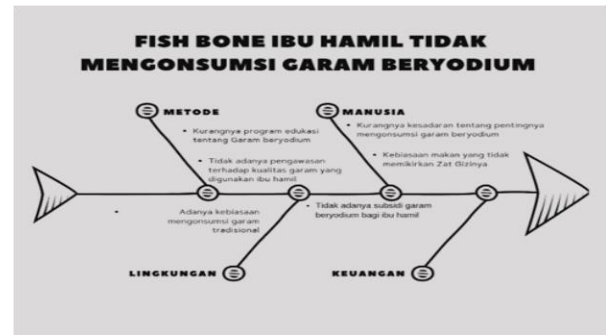 FISH BONE IBU HAMIL TIDAK
MENGONSUMSI GARAM BERYODIUM
METODE
• Kurangnya program edukasi
tentang Garam beryodium
• Tidak adanya pengawasan
terhadap kualitas garam yang
digunakan ibu hamil
MANUSIA
• Kurangnya kesadaran tentang pentingnya
mengonsumsi garam beryodium
• Kebiasaan makan yang tidak
memikirkan Zat Gizinya
• Adanya kebiasaan
mengonsumsi garam
tradisional
LINGKUNGAN
• Tidak adanya subsidi garam
beryodium bagi ibu hamil
KEUANGAN